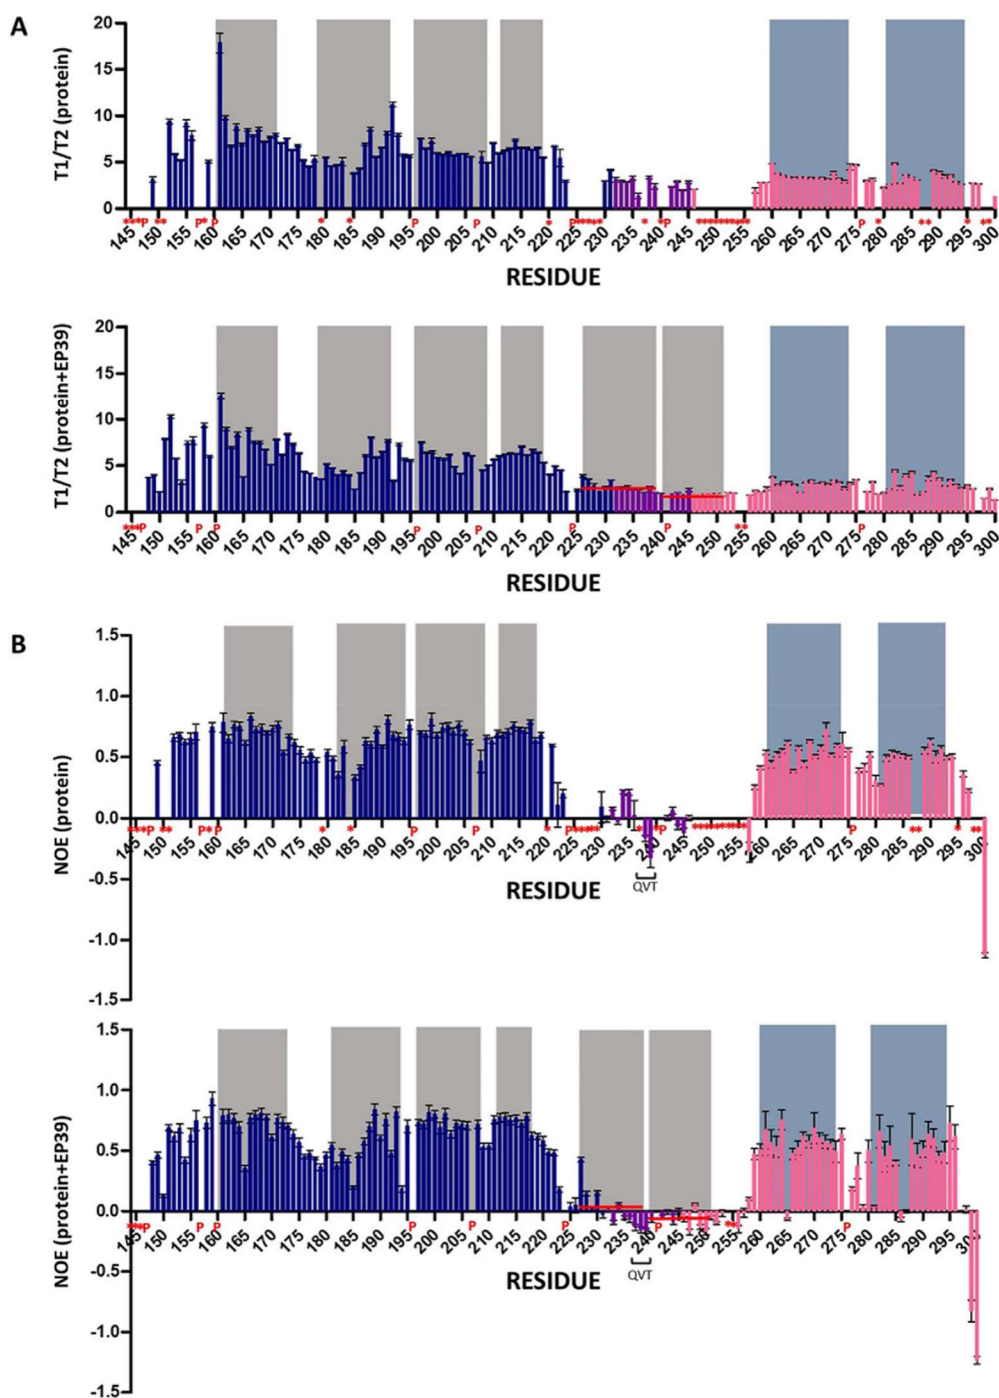 A
T1/T2 (protein)
20
15
10
5
0
***P ** P* P * * P P * P***** * *P ********** P * ** * **
145 150 155 160 165 170 175 180 185 190 195 200 205 210 215 220 225 230 235 240 245 250 255 260 265 270 275 280 285 290 295 300
RESIDUE
T1/T2 (protein+EP39)
20
15
10
5
0
***P P P P P P P ** P
145 150 155 160 165 170 175 180 185 190 195 200 205 210 215 220 225 230 235 240 245 250 255 260 265 270 275 280 285 290 295 300
RESIDUE
B
NOE (protein)
1.5
1.0
0.5
0.0
-0.5
-1.0
-1.5
145 150 155 160 165 170 175 180 185 190 195 200 205 210 215 220 225 230 235 240 245 250 255 260 265 270 275 280 285 290 295 300
RESIDUE
QVT
NOE (protein+EP39)
1.5
1.0
0.5
0.0
-0.5
-1.0
-1.5
***P P P P P P P ** P
145 150 155 160 165 170 175 180 185 190 195 200 205 210 215 220 225 230 235 240 245 250 255 260 265 270 275 280 285 290 295
RESIDUE
QVT